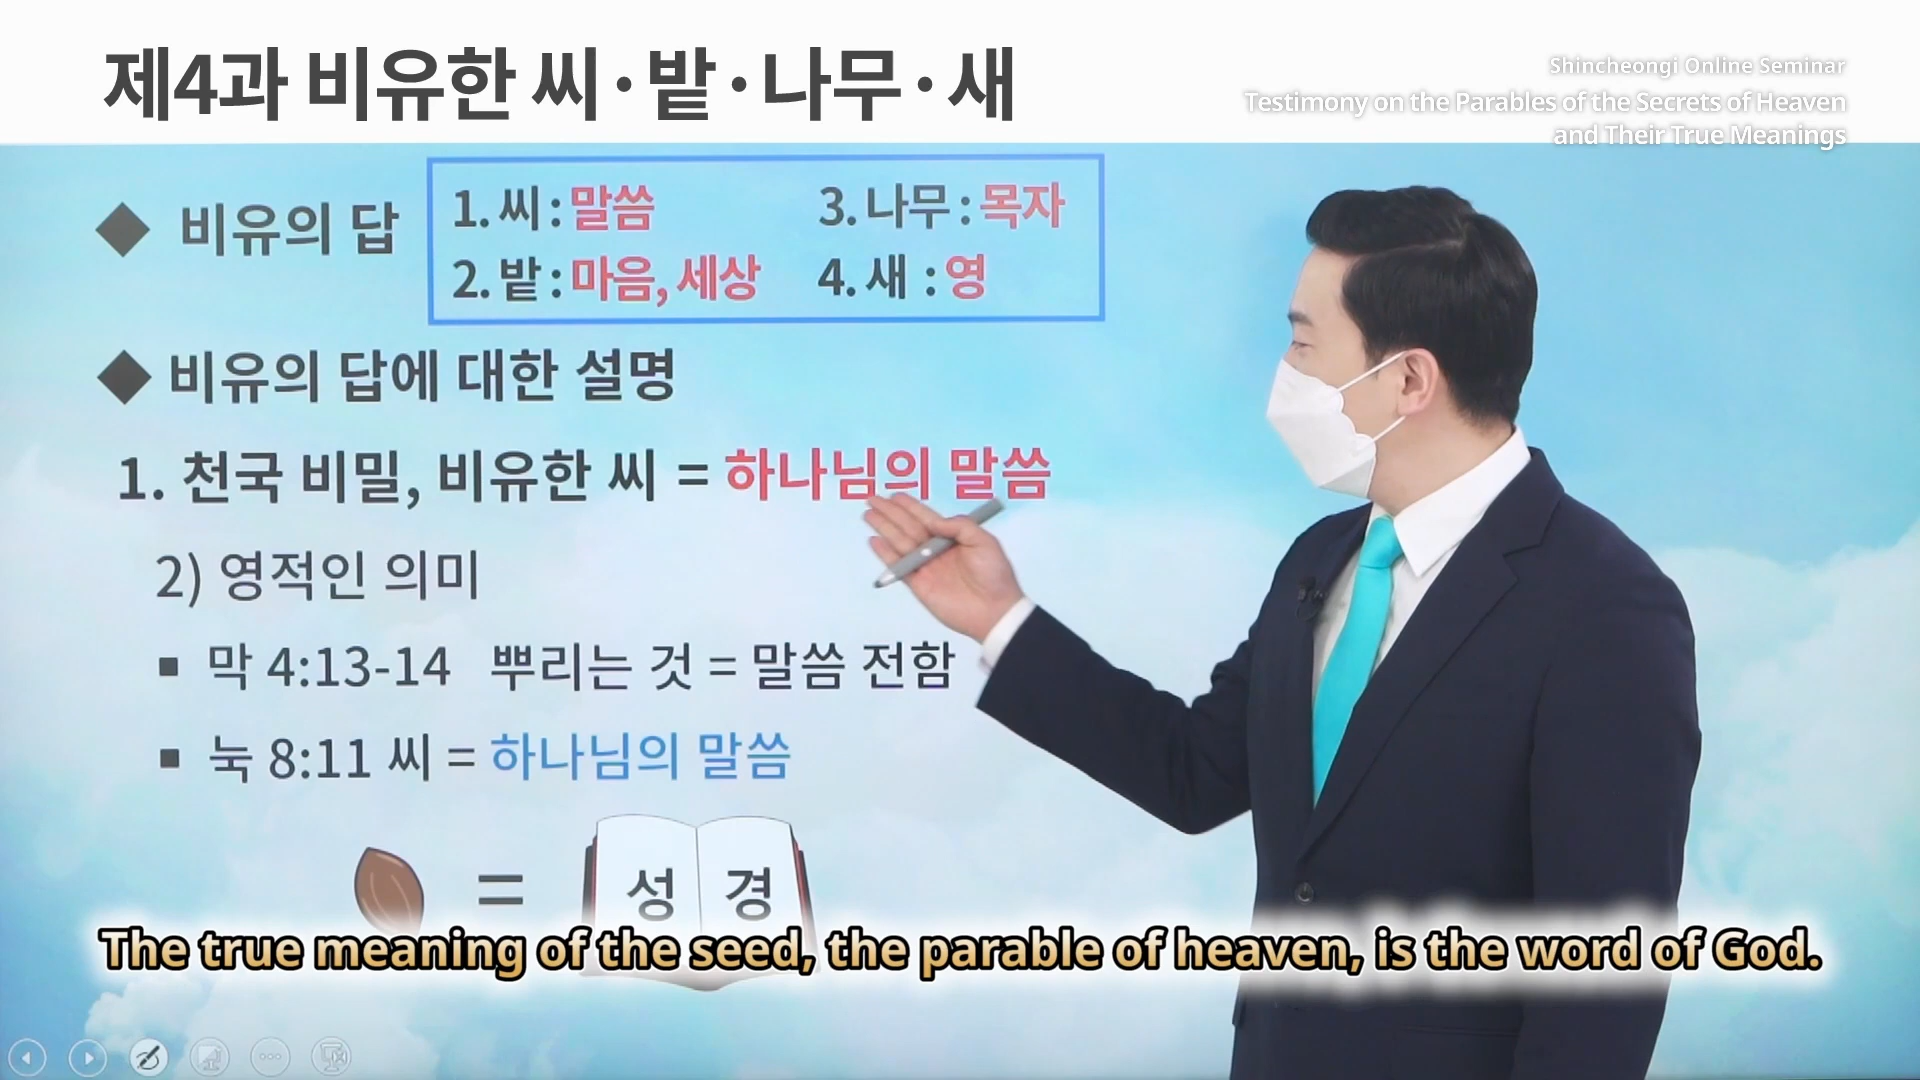 제4과 비유한 씨·밭·나무·새
Shincheongi Online Seminar
Testimony on the Parables of the Secrets of Heaven
and Their True Meanings
◆ 비유의 답
1. 씨 : 말씀
3. 나무 : 목자
2. 밭 : 마음, 세상
4. 새 : 영
◆ 비유의 답에 대한 설명
1. 천국 비밀, 비유한 씨 = 하나님의 말씀
2) 영적인 의미
▪ 막 4:13-14 뿌리는 것 = 말씀 전함
▪ 눅 8:11 씨 = 하나님의 말씀
= 성경
The true meaning of the seed, the parable of heaven, is the word of God.